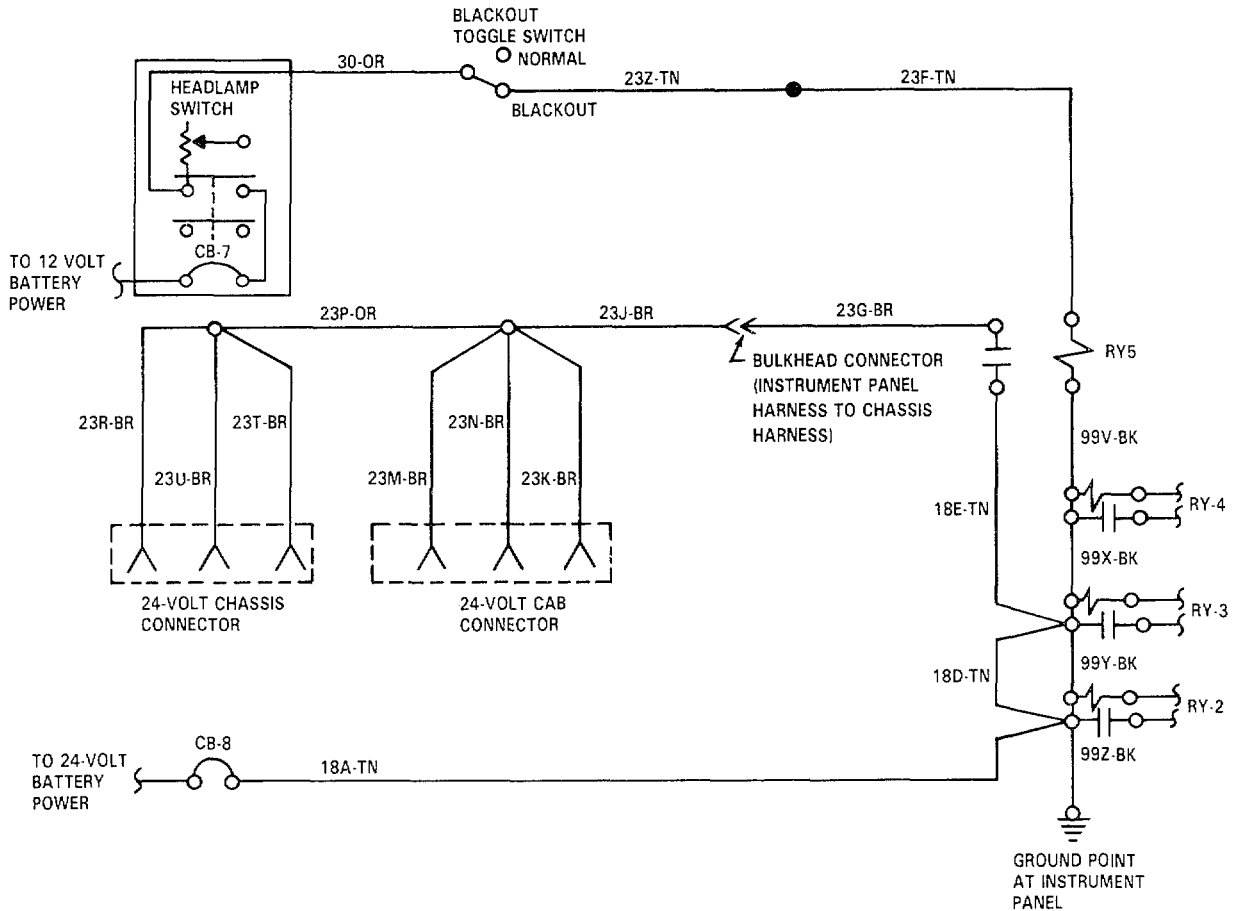 BLACKOUT
TOGGLE SWITCH
NORMAL
30-OR
23Z-TN
23F-TN
BLACKOUT
HEADLAMP
SWITCH
CB-7
TO 12 VOLT
BATTERY
POWER
23P-OR
23J-BR
23G-BR
BULKHEAD CONNECTOR
(INSTRUMENT PANEL
HARNESS TO CHASSIS
HARNESS)
RY5
23R-BR
23T-BR
23N-BR
99V-BK
23U-BR
23M-BR
23K-BR
18E-TN
RY-4
99X-BK
24-VOLT CHASSIS
CONNECTOR
24-VOLT CAB
CONNECTOR
RY-3
99Y-BK
18D-TN
RY-2
99Z-BK
CB-8
TO 24-VOLT
BATTERY
POWER
18A-TN
GROUND POINT
AT INSTRUMENT
PANEL